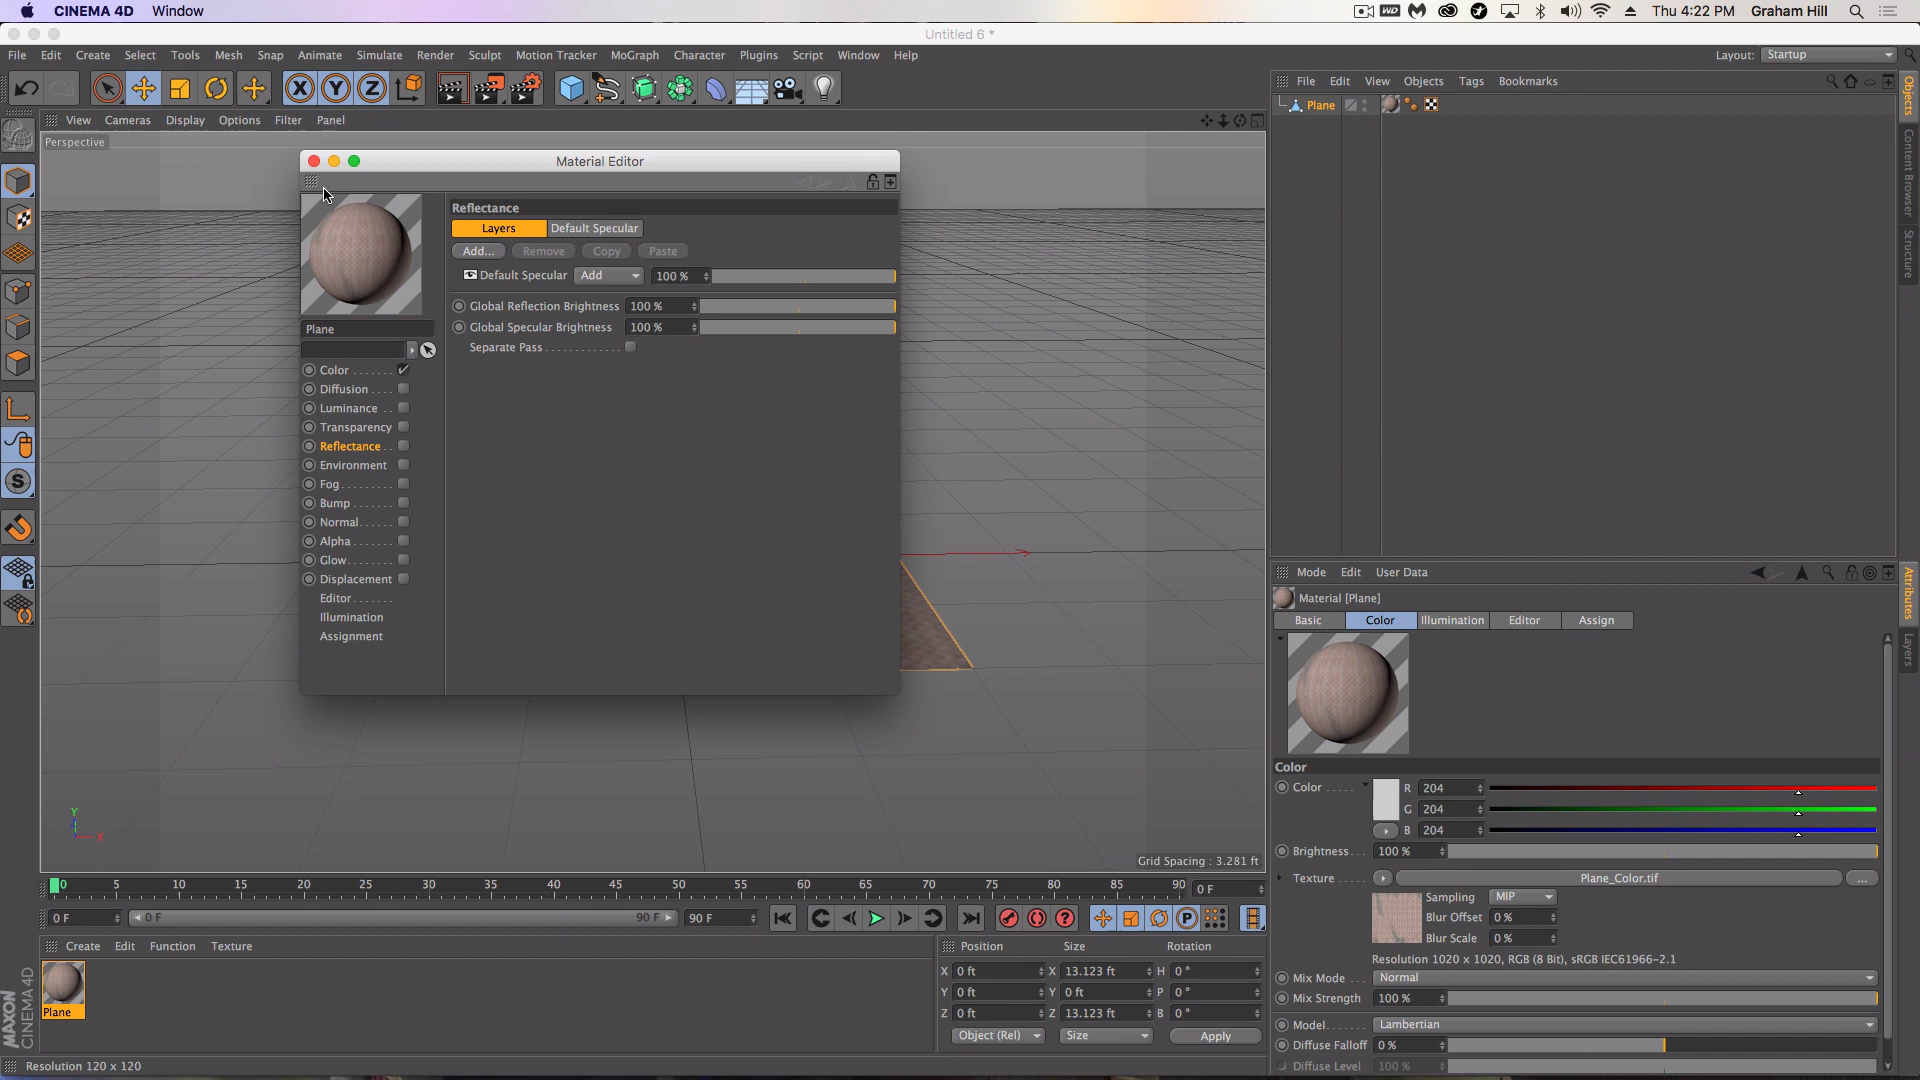 CINEMA 4D Window
Thu 4:22 PM Graham Hill
Untitled 6 *
File Edit Create Select Tools Mesh Snap Animate Simulate Render Sculpt Motion Tracker MoGraph Character Plugins Script Window Help
Layout: Startup
X Y Z
File Edit View Objects Tags Bookmarks
Plane
Objects
Content Browser
Structure
View Cameras Display Options Filter Panel
Perspective
Material Editor
Reflectance
Layers Default Specular
Add... Remove Copy Paste
Default Specular Add 100 %
Global Reflection Brightness 100 %
Global Specular Brightness 100 %
Separate Pass . . . . . . . . . . . .
Plane
Color . . . . . .
Diffusion . . . .
Luminance . .
Transparency
Reflectance . .
Environment
Fog . . . . . . . .
Bump . . . . . .
Normal . . . . .
Alpha . . . . . .
Glow . . . . . . .
Displacement
Editor . . . . . .
Illumination
Assignment
Y
Z
X
Grid Spacing : 3.281 ft
0 5 10 15 20 25 30 35 40 45 50 55 60 65 70 75 80 85 90
0 F
0 F 0 F 90 F 90 F
Create Edit Function Texture
Plane
MAXON
CINEMA 4D
Position Size Rotation
X 0 ft X 13.123 ft H 0 °
Y 0 ft Y 0 ft P 0 °
Z 0 ft Z 13.123 ft B 0 °
Object (Rel) Size Apply
Resolution 120 x 120
Mode Edit User Data
Attributes
Layers
Material [Plane]
Basic Color Illumination Editor Assign
Color
Color . . . . . R 204
G 204
B 204
Brightness . . . 100 %
Texture . . . . . Plane_Color.tif ...
Sampling MIP
Blur Offset 0 %
Blur Scale 0 %
Resolution 1020 x 1020, RGB (8 Bit), sRGB IEC61966-2.1
Mix Mode . . . Normal
Mix Strength 100 %
Model . . . . . . . Lambertian
Diffuse Falloff 0 %
Diffuse Level 100 %